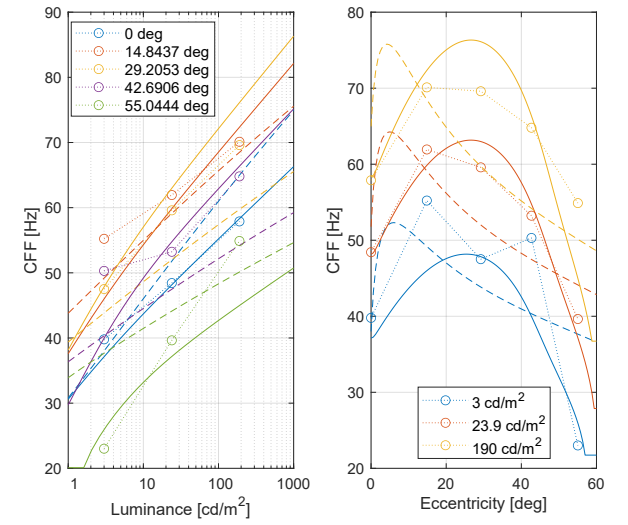 90
80
70
60
50
40
30
20
CFF [Hz]
0 deg
14.8437 deg
29.2053 deg
42.6906 deg
55.0444 deg
1 10 100 1000
Luminance [cd/m²]
80
70
60
50
40
30
20
CFF [Hz]
3 cd/m²
23.9 cd/m²
190 cd/m²
0 20 40 60
Eccentricity [deg]